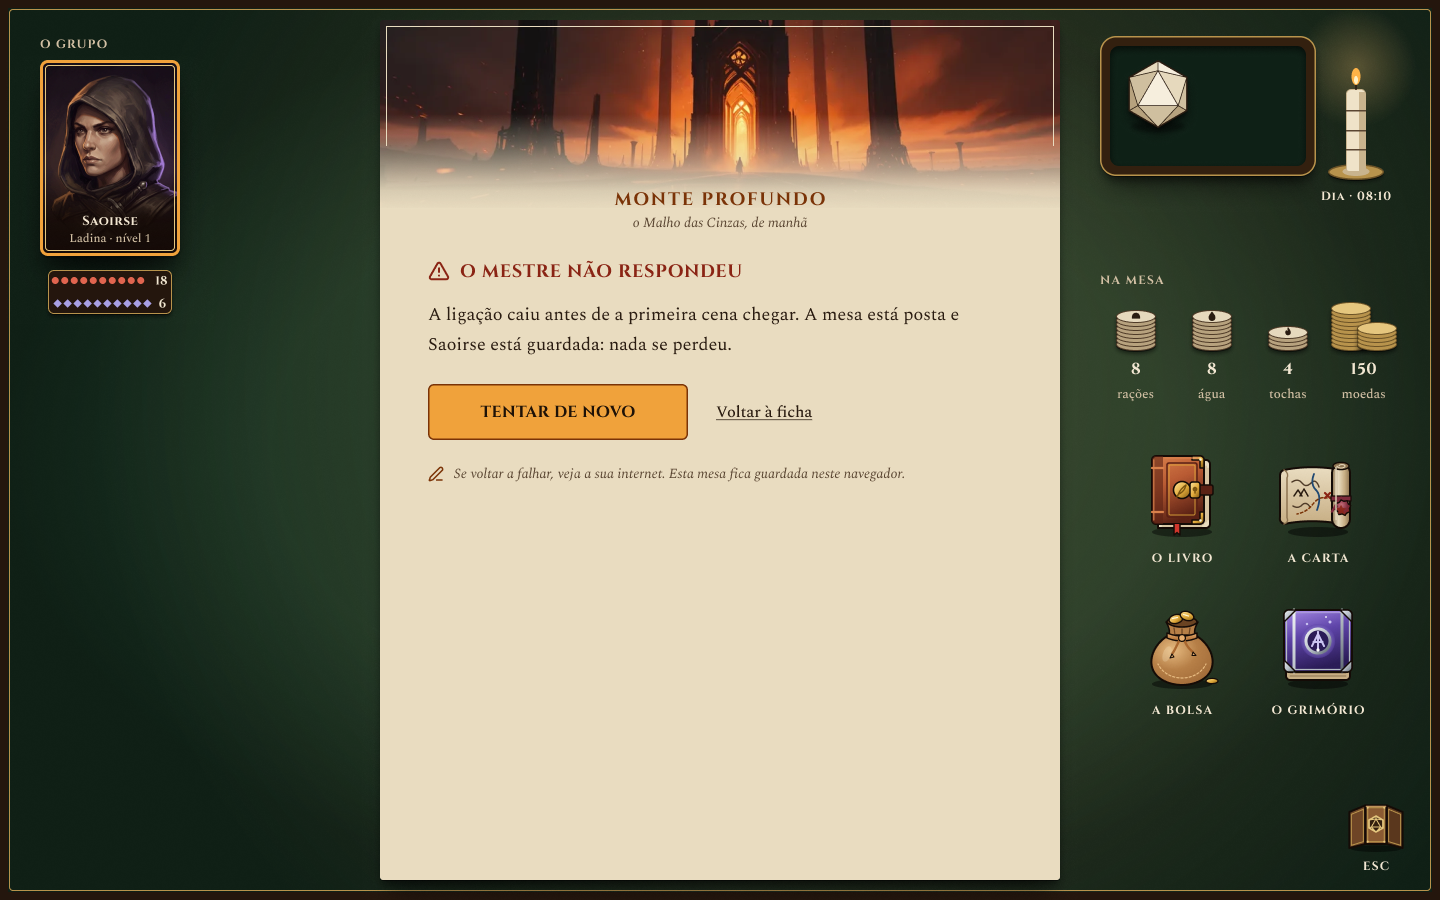 O GRUPO
SAOIRSE
Ladina · nível 1
18
6
MONTE PROFUNDO
o Malho das Cinzas, de manhã
O MESTRE NÃO RESPONDEU
A ligação caiu antes de a primeira cena chegar. A mesa está posta e
Saoirse está guardada: nada se perdeu.
TENTAR DE NOVO
Voltar à ficha
Se voltar a falhar, veja a sua internet. Esta mesa fica guardada neste navegador.
DIA · 08:10
NA MESA
8
8
4
150
rações
água
tochas
moedas
O LIVRO
A CARTA
A BOLSA
O GRIMÓRIO
ESC